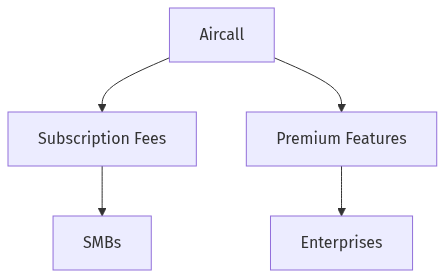 Aircall
Subscription Fees
Premium Features
SMBs
Enterprises